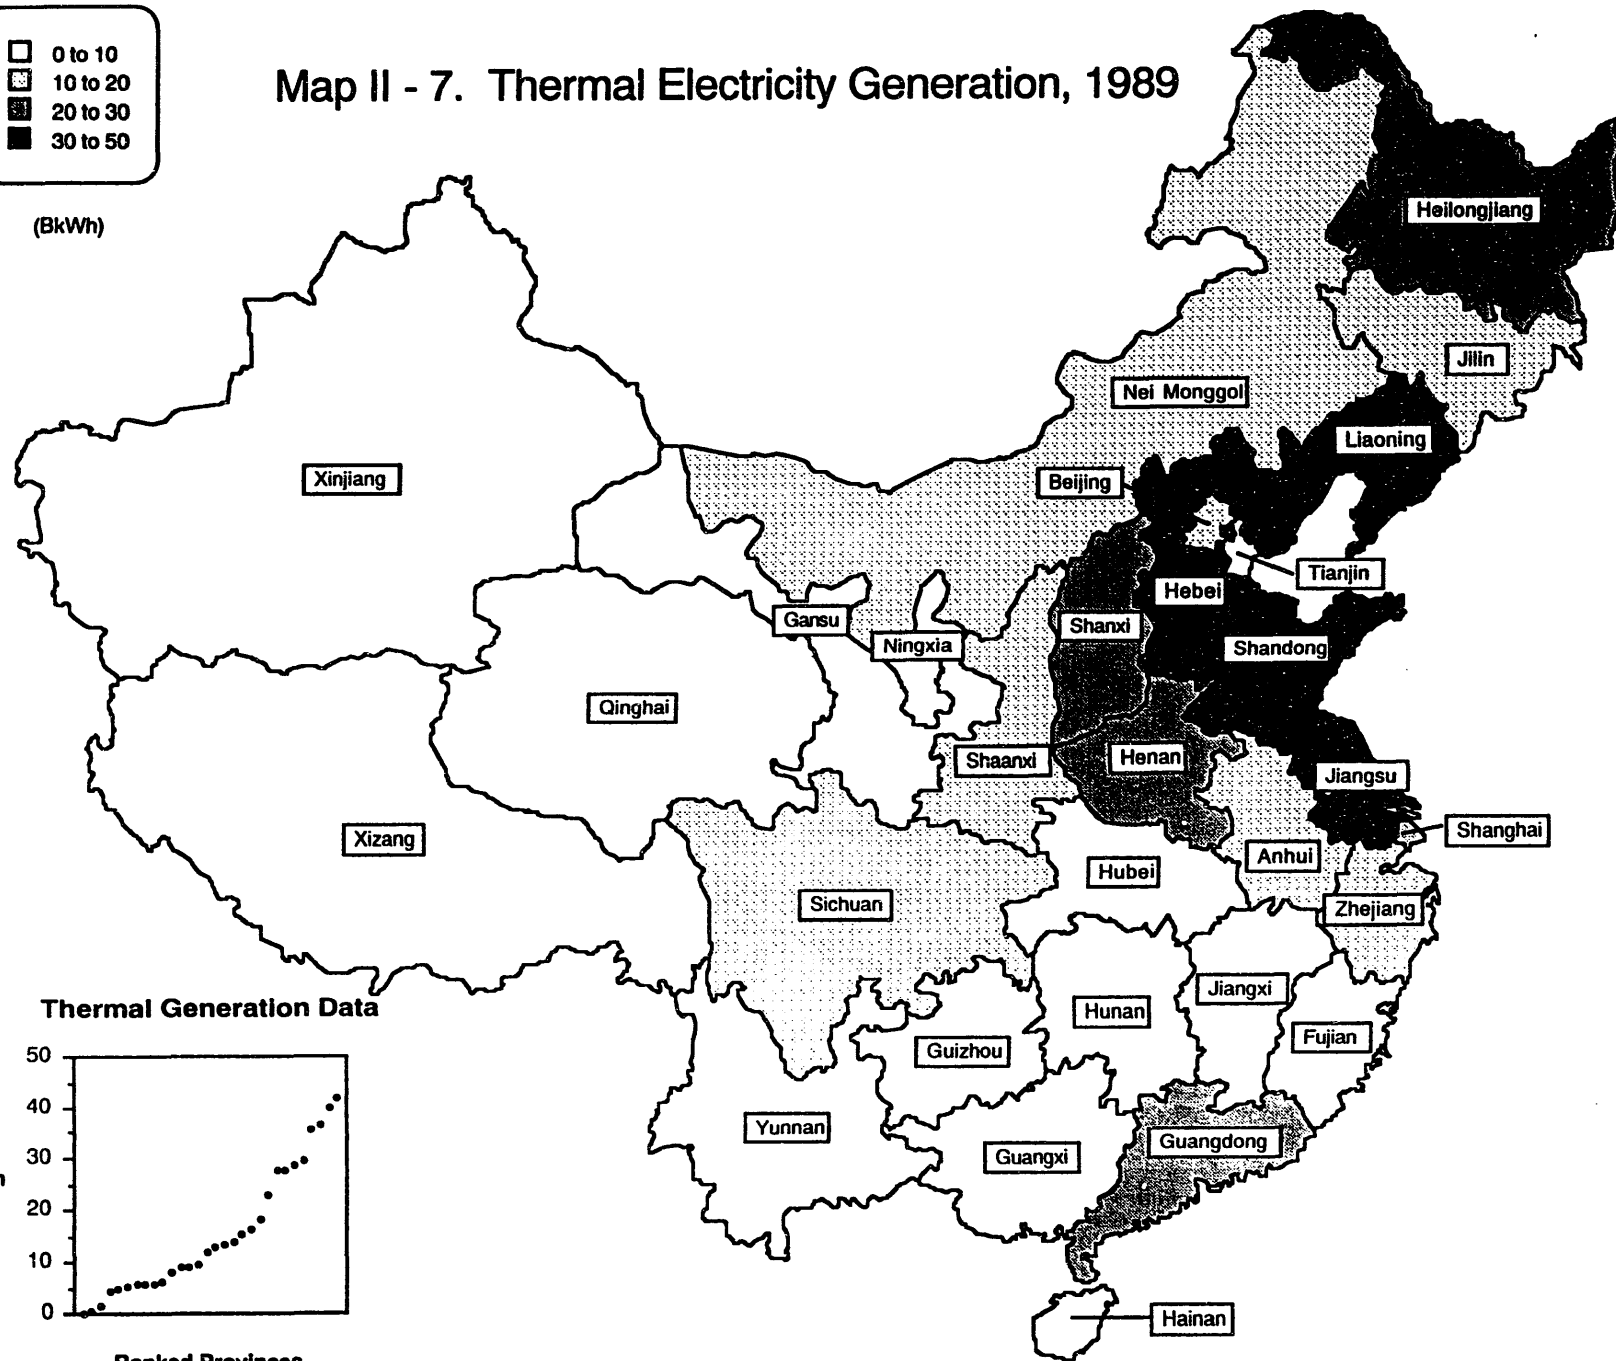 0 to 10
10 to 20
20 to 30
30 to 50
(BkWh)
Map II - 7. Thermal Electricity Generation, 1989
Heilongjiang
Jilin
Nei Monggol
Liaoning
Beijing
Xinjiang
Tianjin
Hebei
Gansu
Shanxi
Ningxia
Shandong
Qinghai
Shaanxi
Henan
Jiangsu
Shanghai
Xizang
Anhui
Hubei
Sichuan
Zhejiang
Jiangxi
Hunan
Fujian
Guizhou
Yunnan
Guangdong
Guangxi
Hainan
Thermal Generation Data
50
40
30
20
10
0
Ranked Provinces